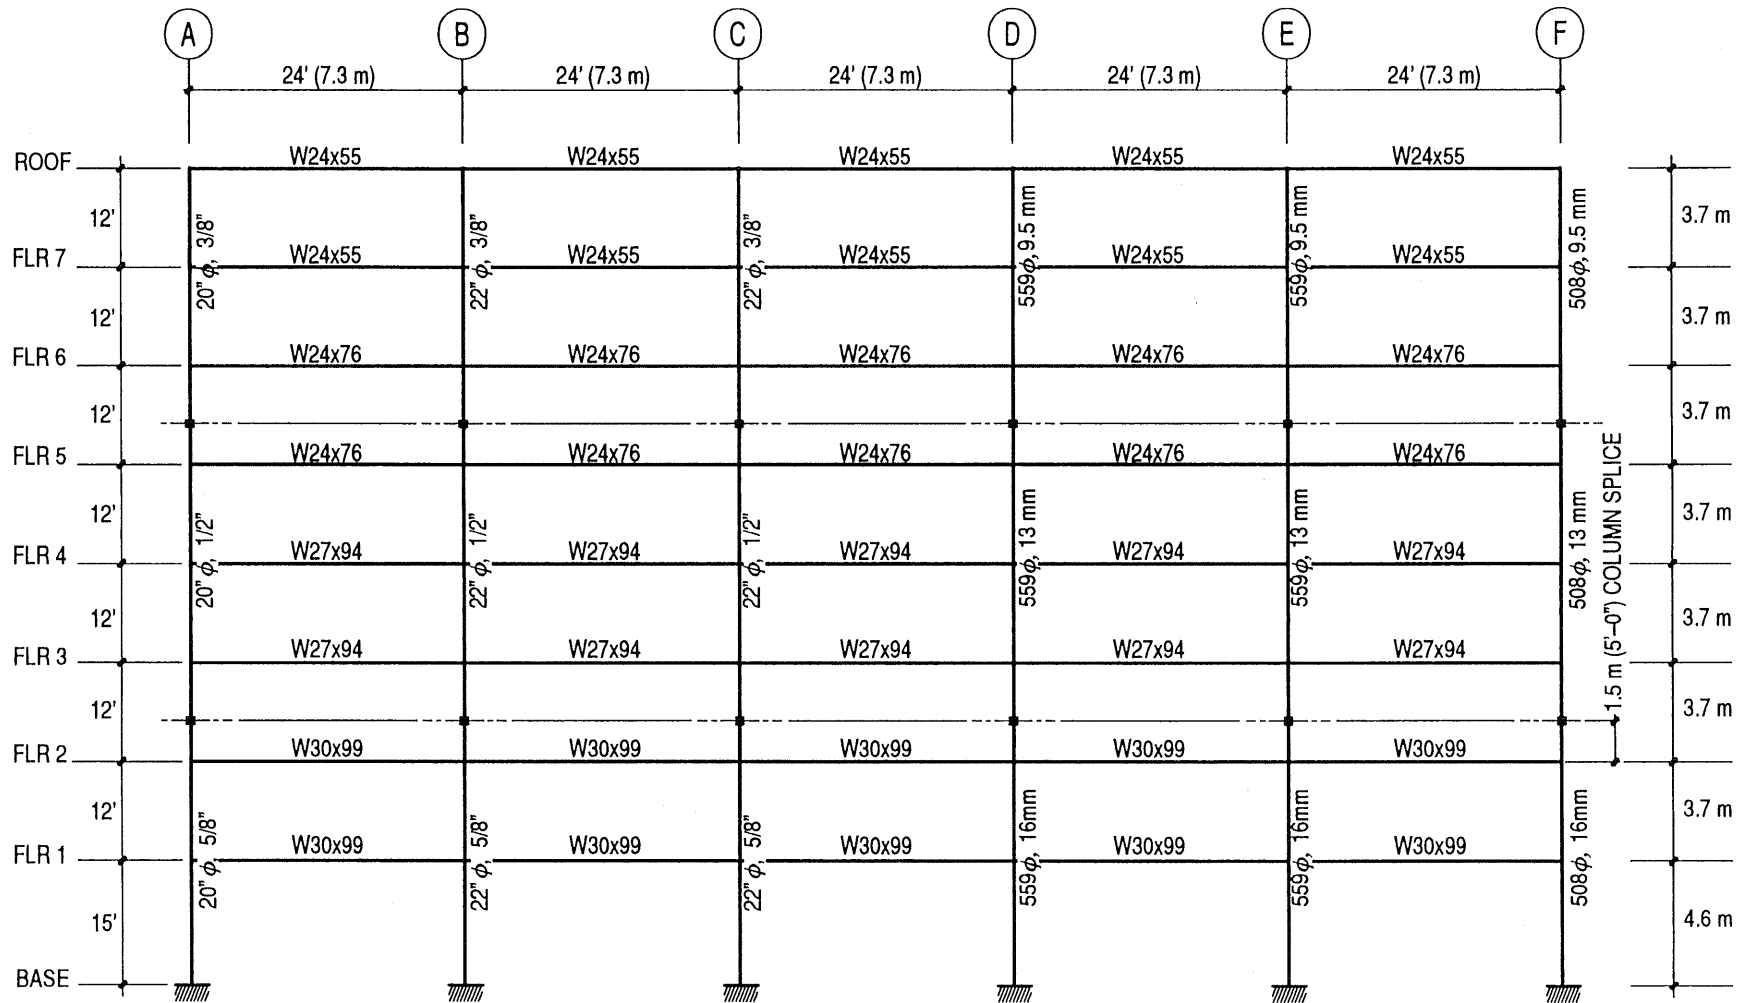 A B C D E F
24' (7.3 m) 24' (7.3 m) 24' (7.3 m) 24' (7.3 m) 24' (7.3 m)
ROOF W24x55 W24x55 W24x55 W24x55 W24x55
12' 3.7 m
20" ϕ, 3/8" 22" ϕ, 3/8" 22" ϕ, 3/8" 559ϕ, 9.5 mm 559ϕ, 9.5 mm 508ϕ, 9.5 mm
FLR 7 W24x55 W24x55 W24x55 W24x55 W24x55
12' 3.7 m
FLR 6 W24x76 W24x76 W24x76 W24x76 W24x76
12' 3.7 m
FLR 5 W24x76 W24x76 W24x76 W24x76 W24x76
12' 3.7 m
20" ϕ, 1/2" 22" ϕ, 1/2" 22" ϕ, 1/2" 559ϕ, 13 mm 559ϕ, 13 mm 508ϕ, 13 mm
1.5 m (5'–0") COLUMN SPLICE
FLR 4 W27x94 W27x94 W27x94 W27x94 W27x94
12' 3.7 m
FLR 3 W27x94 W27x94 W27x94 W27x94 W27x94
12' 3.7 m
FLR 2 W30x99 W30x99 W30x99 W30x99 W30x99
12' 3.7 m
20" ϕ, 5/8" 22" ϕ, 5/8" 22" ϕ, 5/8" 559ϕ, 16mm 559ϕ, 16mm 508ϕ, 16mm
FLR 1 W30x99 W30x99 W30x99 W30x99 W30x99
15' 4.6 m
BASE